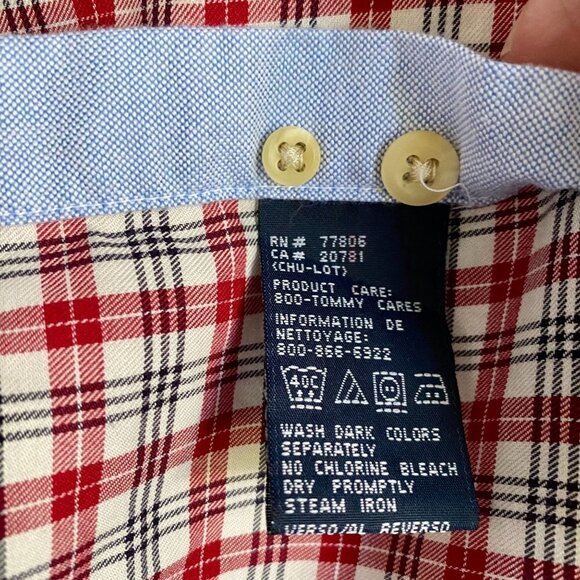 RN# 77806
CA# 20781
(CHU-LOT)
PRODUCT CARE:
800-TOMMY CARES
INFORMATION DE
NETTOYAGE:
800-866-6922
40C
WASH DARK COLORS
SEPARATELY
NO CHLORINE BLEACH
DRY PROMPTLY
STEAM IRON
VERSO/AL REVERSO